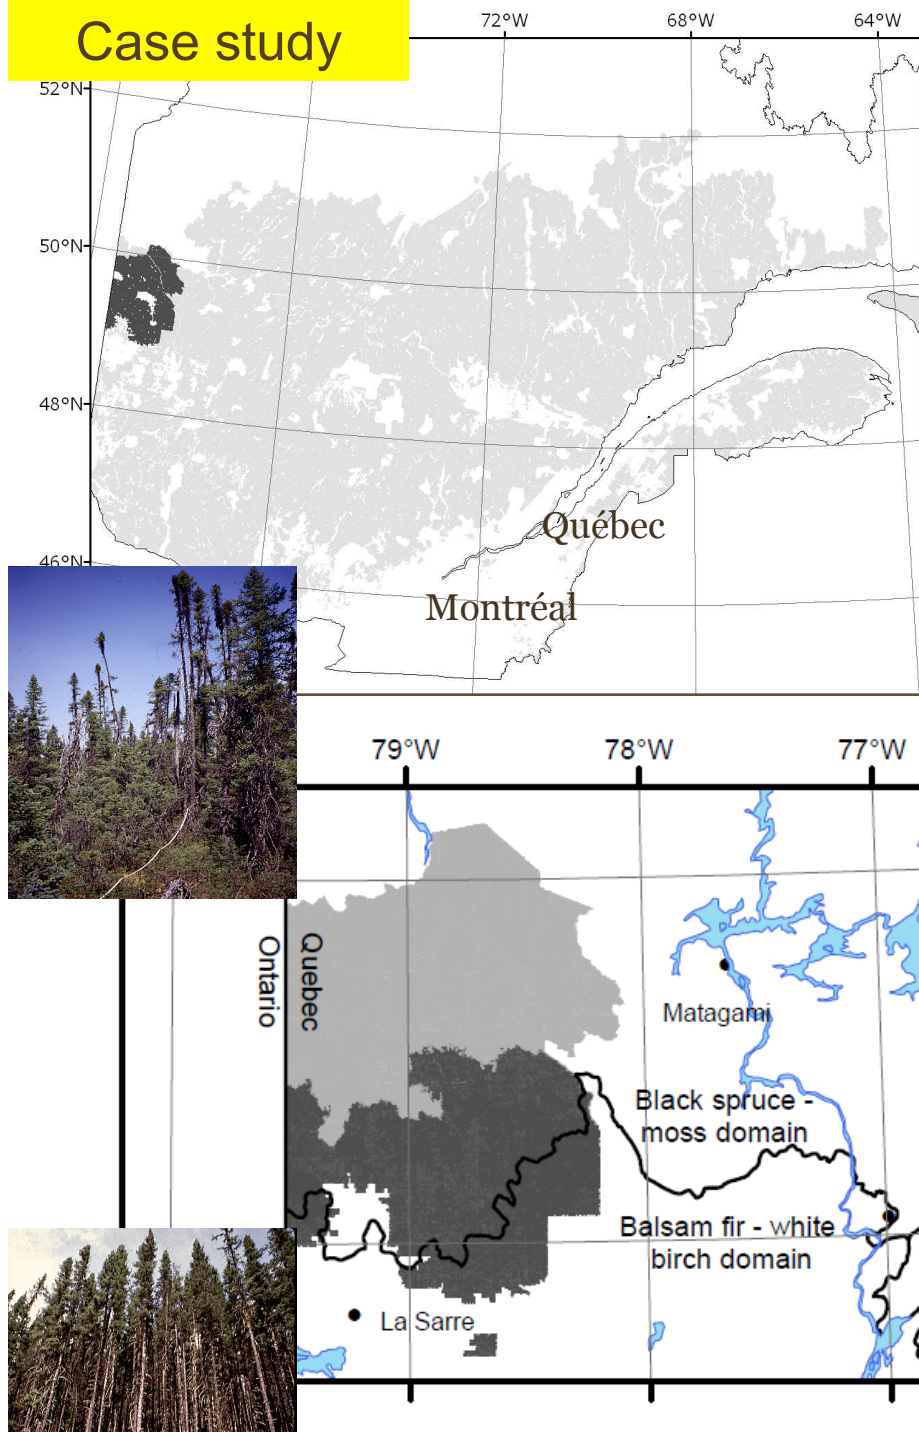 Case study
72°W 68°W 64°W
52°N
50°N
48°N
46°N
Québec
Montréal
79°W 78°W 77°W
Quebec
Ontario
Matagami
Black spruce -
moss domain
Balsam fir - white
birch domain
La Sarre